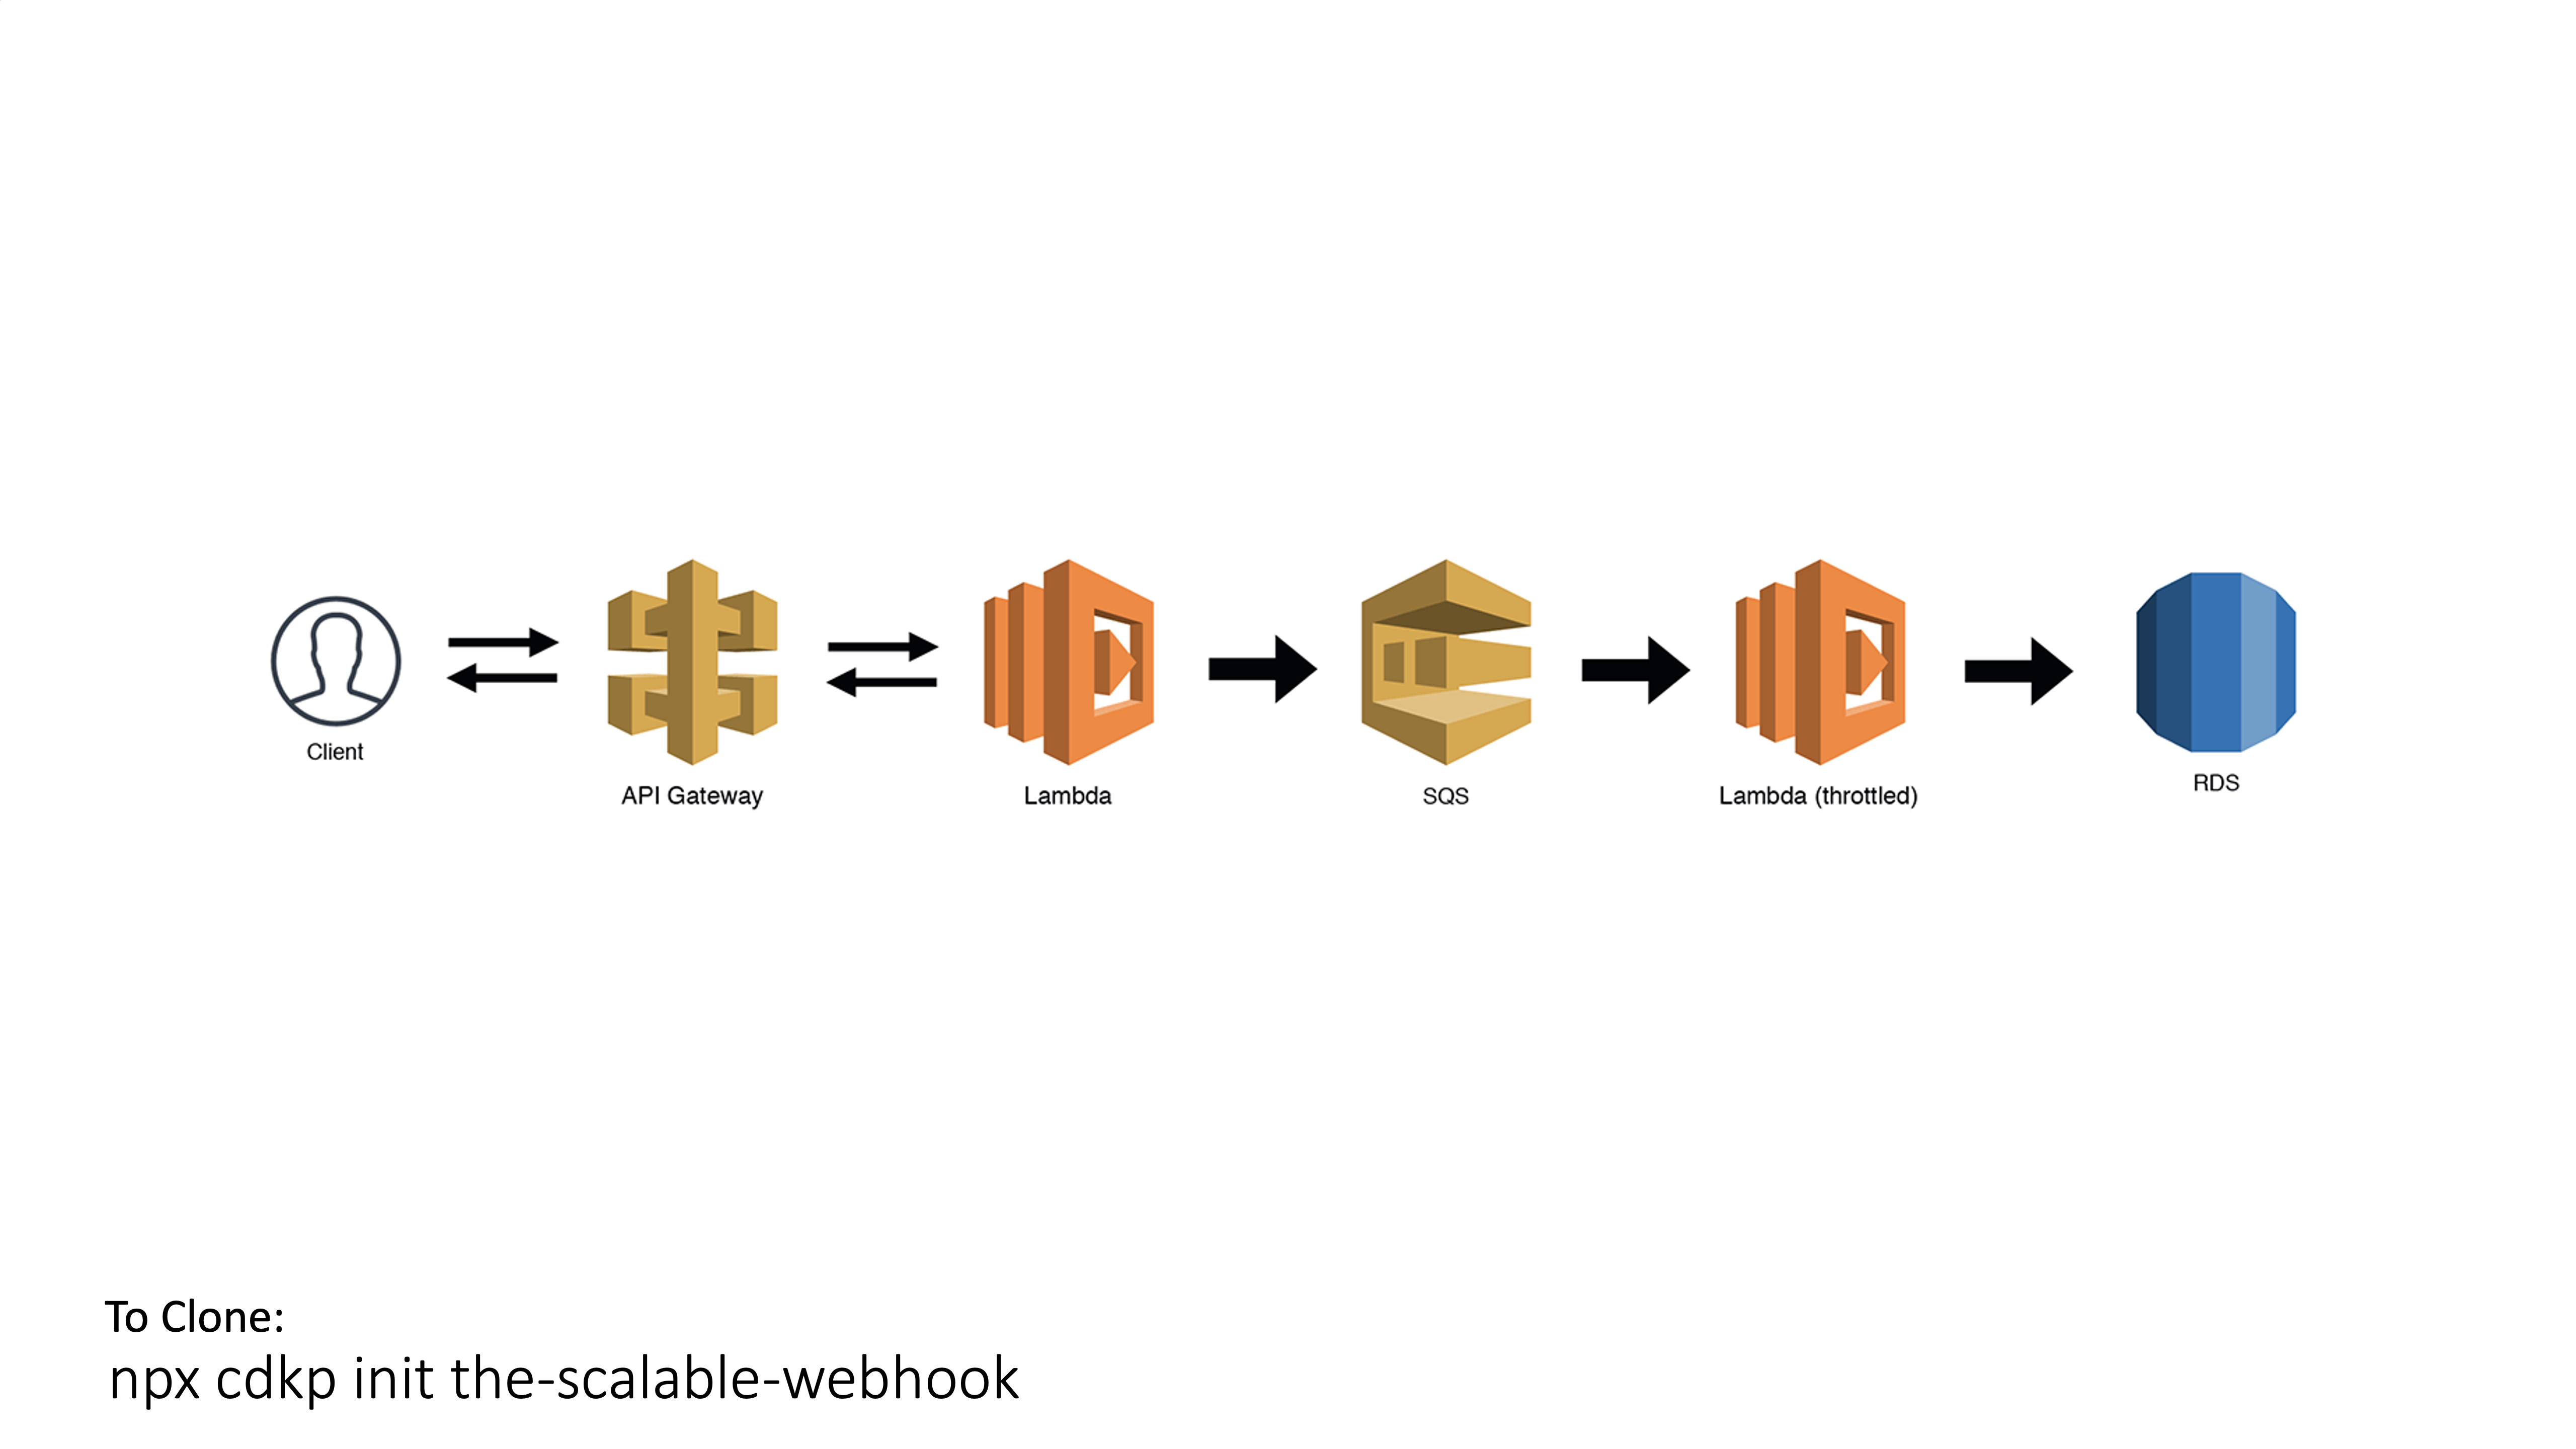 Client
API Gateway
Lambda
SQS
Lambda (throttled)
RDS
To Clone:
npx cdkp init the-scalable-webhook